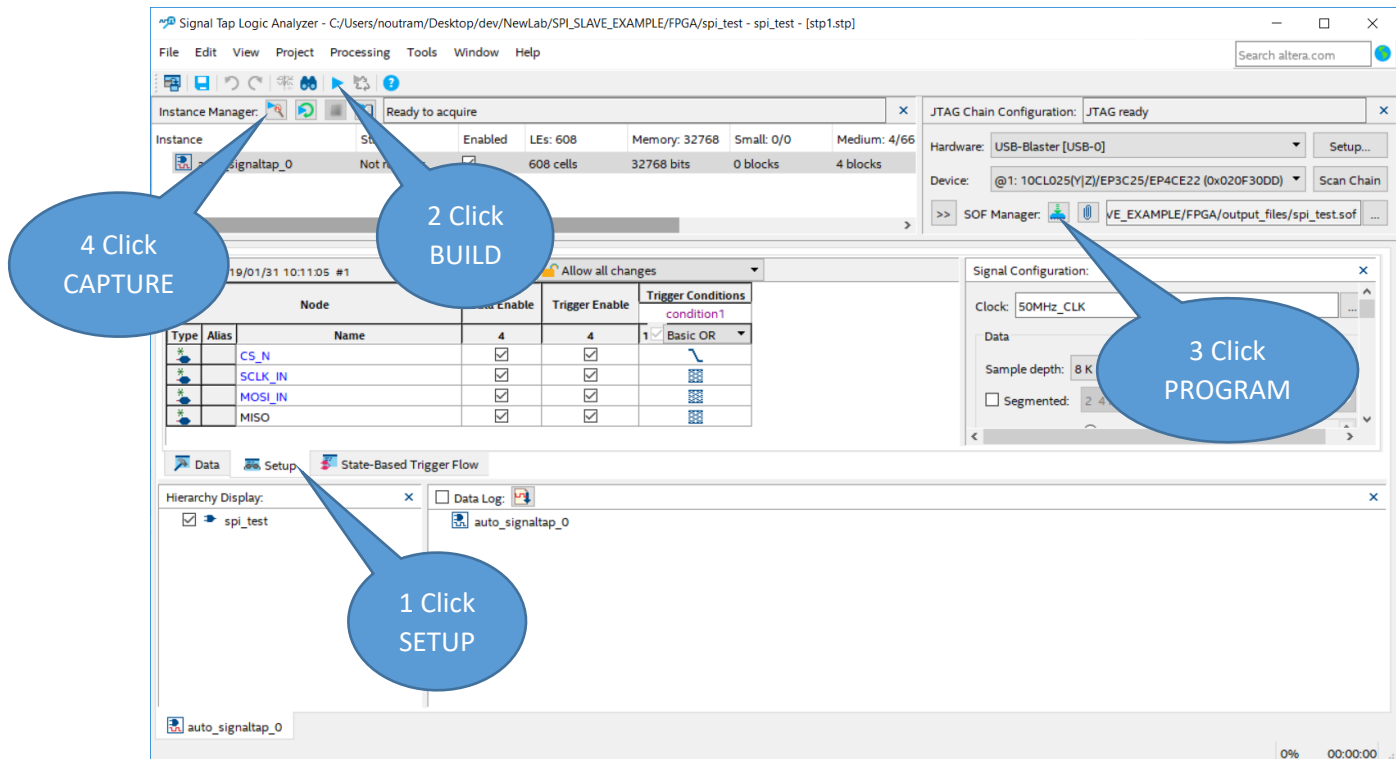 Signal Tap Logic Analyzer - C:/Users/noutram/Desktop/dev/NewLab/SPI_SLAVE_EXAMPLE/FPGA/spi_test - spi_test - [stp1.stp]
File Edit View Project Processing Tools Window Help
Search altera.com
Instance Manager: Ready to acquire
JTAG Chain Configuration: JTAG ready
Instance Enabled LEs: 608 Memory: 32768 Small: 0/0 Medium: 4/66
auto_signaltap_0 608 cells 32768 bits 0 blocks 4 blocks
Hardware: USB-Blaster [USB-0] Setup...
Device: @1: 10CL025(Y|Z)/EP3C25/EP4CE22 (0x020F30DD) Scan Chain
>> SOF Manager: VE_EXAMPLE/FPGA/output_files/spi_test.sof ...
4 Click
CAPTURE
2 Click
BUILD
19/01/31 10:11:05 #1 Allow all changes
Node Enable Trigger Enable Trigger Conditions
condition1
Type Alias Name 4 4 1 Basic OR
CS_N
SCLK_IN
MOSI_IN
MISO
Signal Configuration:
Clock: 50MHz_CLK ...
Data
Sample depth: 8 K
Segmented: 2 4
3 Click
PROGRAM
Data Setup State-Based Trigger Flow
Hierarchy Display:
spi_test
Data Log:
auto_signaltap_0
1 Click
SETUP
auto_signaltap_0
0% 00:00:00